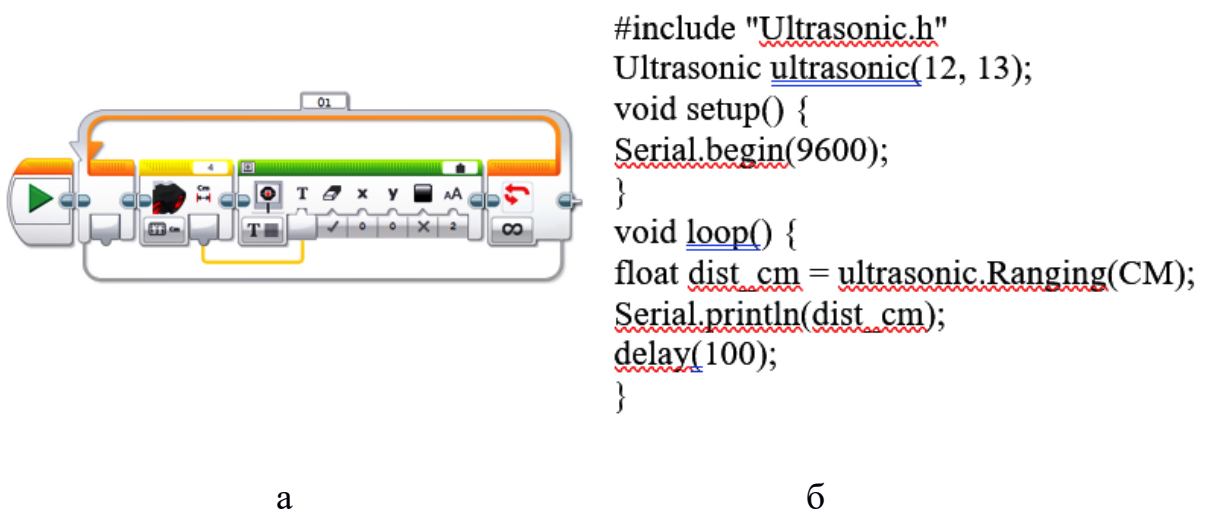 01
4
Cm
T x y AA
cm T 0 0 2
∞
#include "Ultrasonic.h"
Ultrasonic ultrasonic(12, 13);
void setup() {
Serial.begin(9600);
}
void loop() {
float dist_cm = ultrasonic.Ranging(CM);
Serial.println(dist_cm);
delay(100);
}
а
б